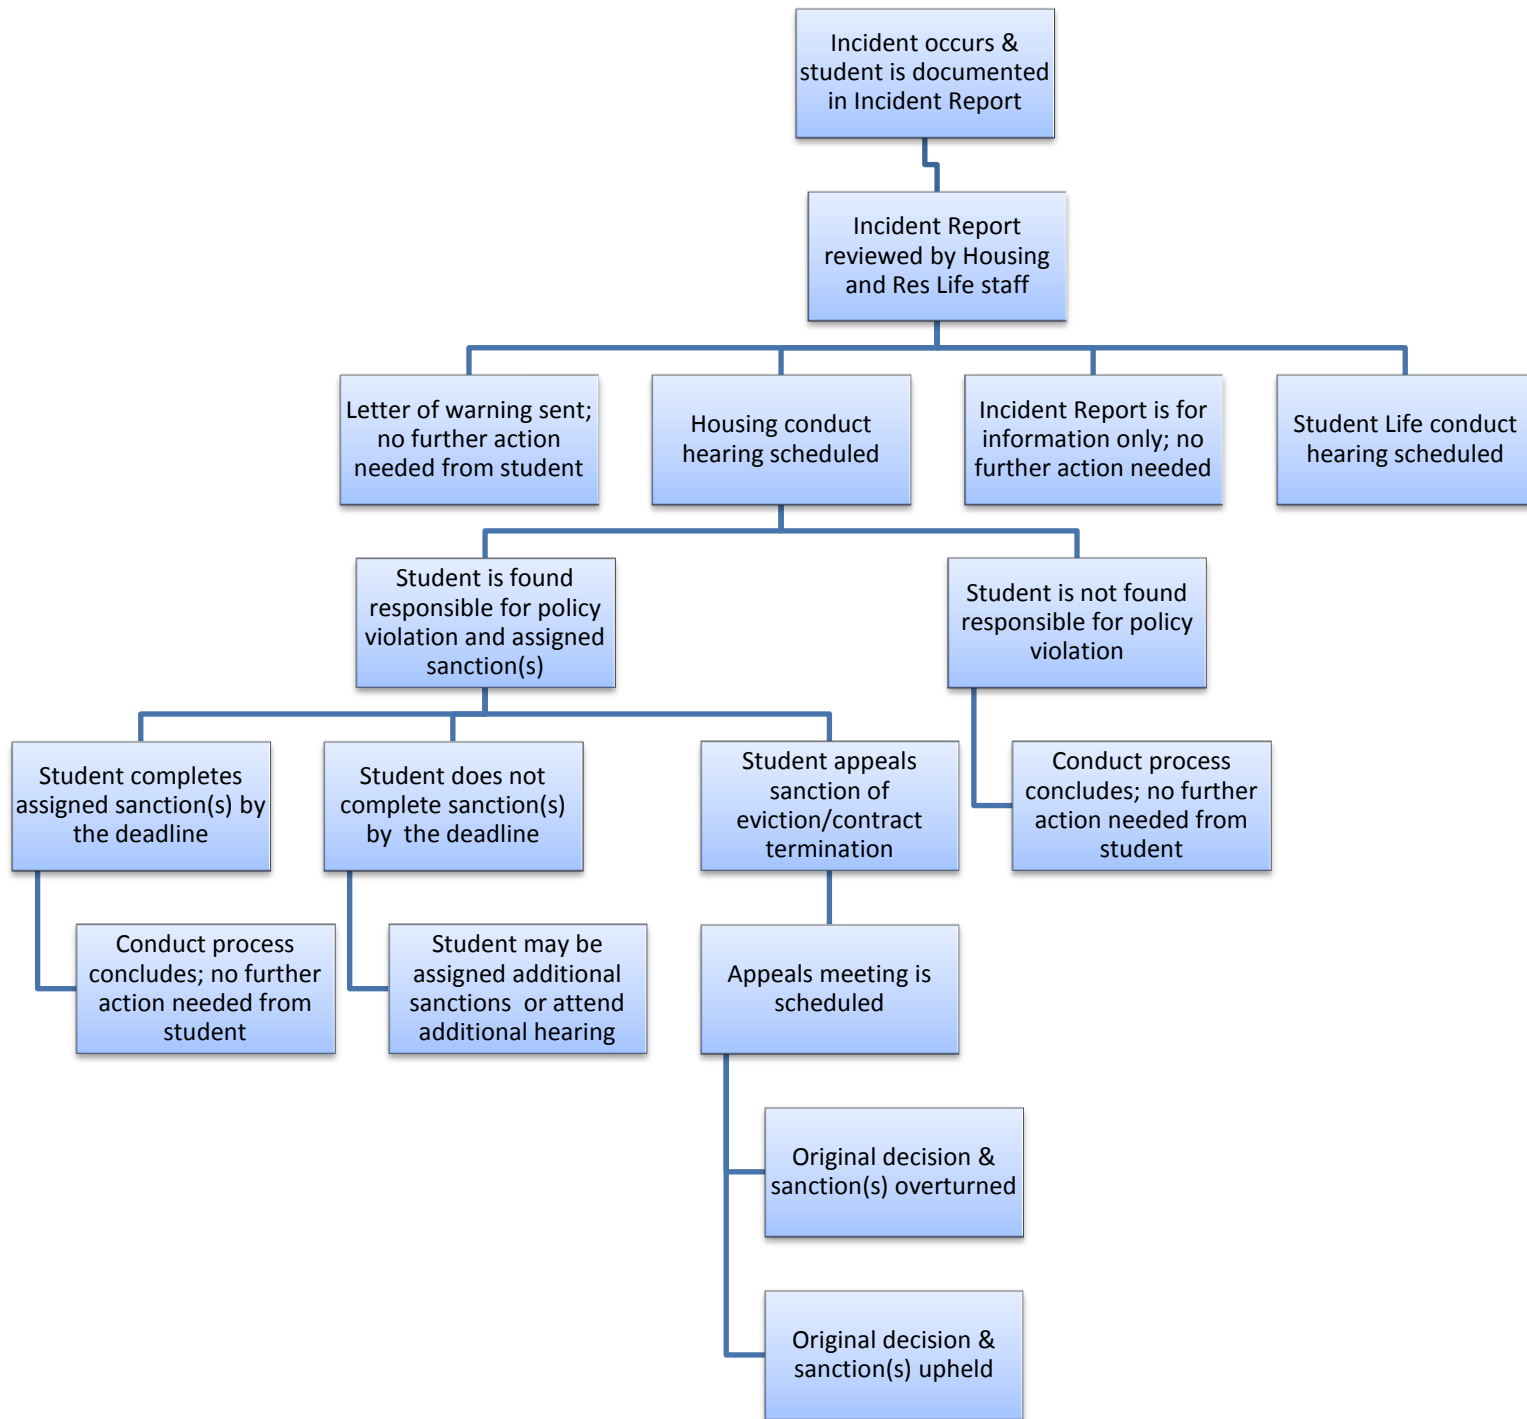 Incident occurs &
student is documented
in Incident Report
Incident Report
reviewed by Housing
and Res Life staff
Letter of warning sent;
no further action
needed from student
Housing conduct
hearing scheduled
Incident Report is for
information only; no
further action needed
Student Life conduct
hearing scheduled
Student is found
responsible for policy
violation and assigned
sanction(s)
Student is not found
responsible for policy
violation
Student completes
assigned sanction(s) by
the deadline
Student does not
complete sanction(s)
by  the deadline
Student appeals
sanction of
eviction/contract
termination
Conduct process
concludes; no further
action needed from
student
Conduct process
concludes; no further
action needed from
student
Student may be
assigned additional
sanctions  or attend
additional hearing
Appeals meeting is
scheduled
Original decision &
sanction(s) overturned
Original decision &
sanction(s) upheld